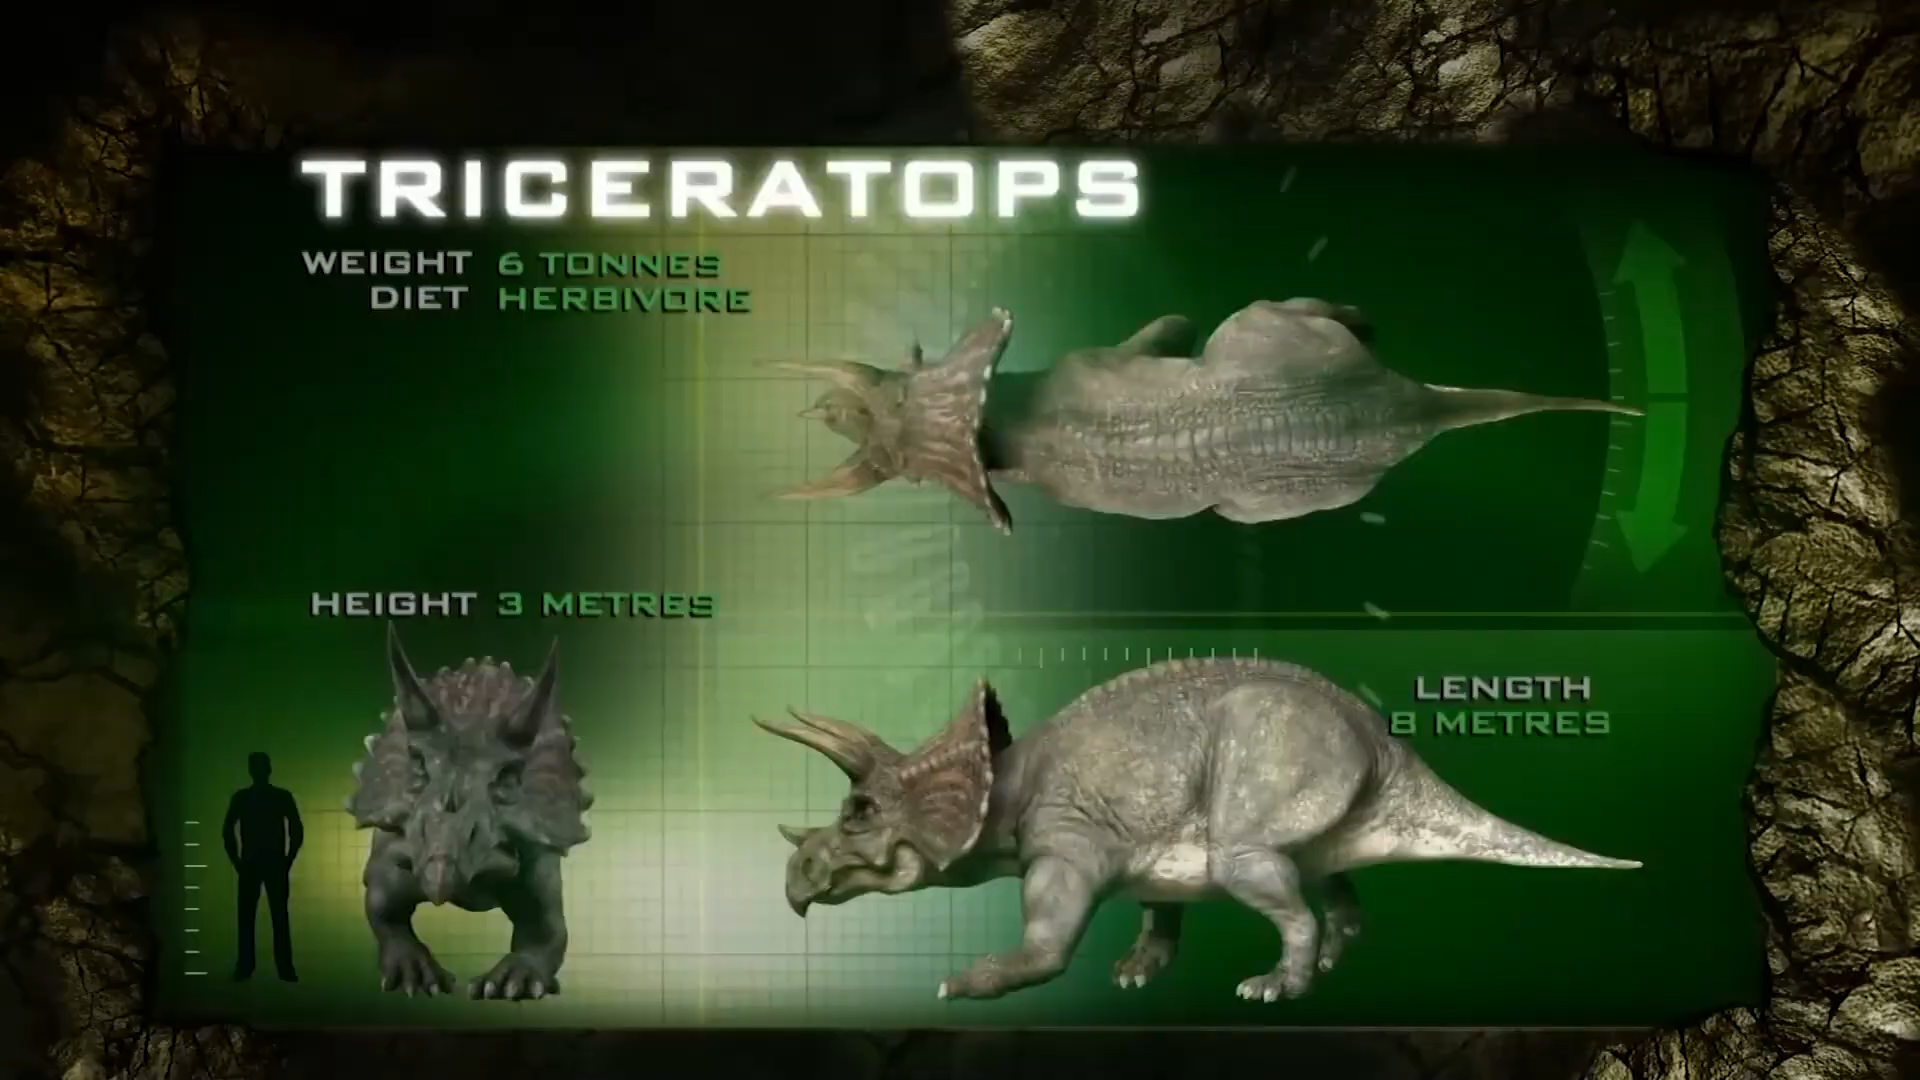 TRICERATOPS
WEIGHT 6 TONNES
DIET HERBIVORE
HEIGHT 3 METRES
LENGTH
8 METRES